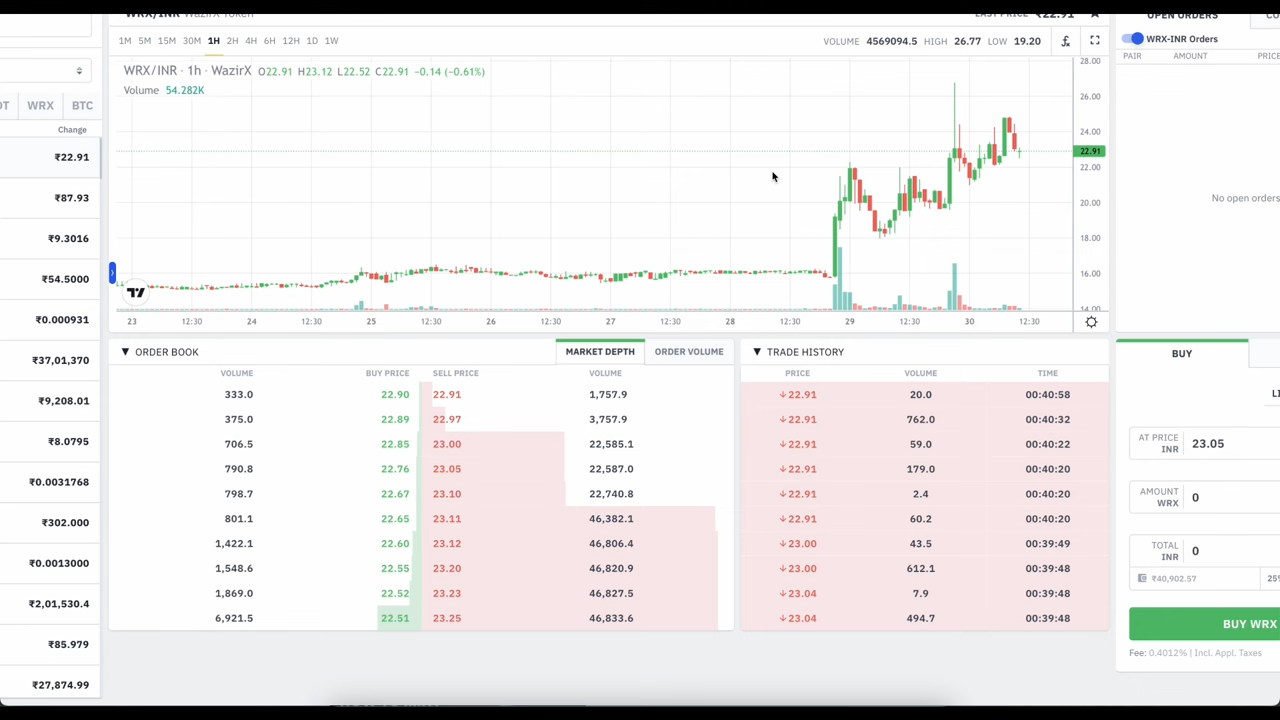 WRX/INR WazirX Token LAST PRICE ₹22.91 ★
1M 5M 15M 30M 1H 2H 4H 6H 12H 1D 1W
VOLUME 4569094.5 HIGH 26.77 LOW 19.20
WRX/INR · 1h · WazirX O22.91 H23.12 L22.52 C22.91 −0.14 (−0.61%)
Volume 54.282K
28.00
26.00
24.00
22.91
22.00
20.00
18.00
16.00
14.00
23 12:30 24 12:30 25 12:30 26 12:30 27 12:30 28 12:30 29 12:30 30 12:30
DT WRX BTC
Change
₹22.91
₹87.93
₹9.3016
₹54.5000
₹0.000931
₹37,01,370
₹9,208.01
₹8.0795
₹0.0031768
₹302.000
₹0.0013000
₹2,01,530.4
₹85.979
₹27,874.99
▼ ORDER BOOK MARKET DEPTH ORDER VOLUME
VOLUME BUY PRICE SELL PRICE VOLUME
333.0 22.90 22.91 1,757.9
375.0 22.89 22.97 3,757.9
706.5 22.85 23.00 22,585.1
790.8 22.76 23.05 22,587.0
798.7 22.67 23.10 22,740.8
801.1 22.65 23.11 46,382.1
1,422.1 22.60 23.12 46,806.4
1,548.6 22.55 23.20 46,820.9
1,869.0 22.52 23.23 46,827.5
6,921.5 22.51 23.25 46,833.6
▼ TRADE HISTORY
PRICE VOLUME TIME
↓22.91 20.0 00:40:58
↓22.91 762.0 00:40:32
↓22.91 59.0 00:40:22
↓22.91 179.0 00:40:20
↓22.91 2.4 00:40:20
↓22.91 60.2 00:40:20
↓23.00 43.5 00:39:49
↓23.00 612.1 00:39:48
↓23.04 7.9 00:39:48
↓23.04 494.7 00:39:48
OPEN ORDERS CO
WRX-INR Orders
PAIR AMOUNT PRICE
No open orders
BUY
LI
AT PRICE INR 23.05
AMOUNT WRX 0
TOTAL INR 0
₹40,902.57 25%
BUY WRX
Fee: 0.4012% | Incl. Appl. Taxes